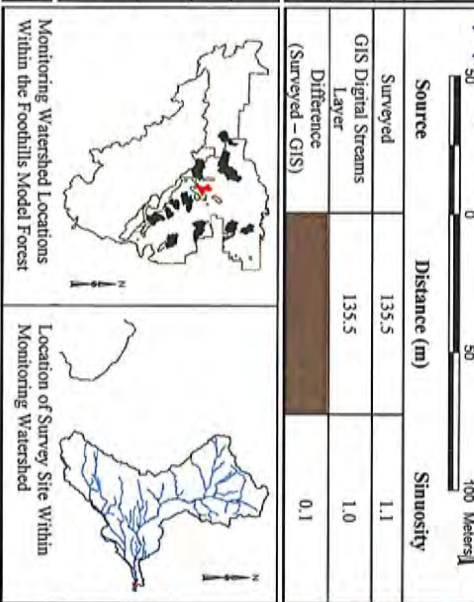 50 0 50 100 Meters
Source Distance (m) Sinuosity
Surveyed 135.5 1.1
GIS Digital Streams
Layer 135.5 1.0
Difference
(Surveyed – GIS) 0.1
N
Monitoring Watershed Locations
Within the Foothills Model Forest
N
Location of Survey Site Within
Monitoring Watershed